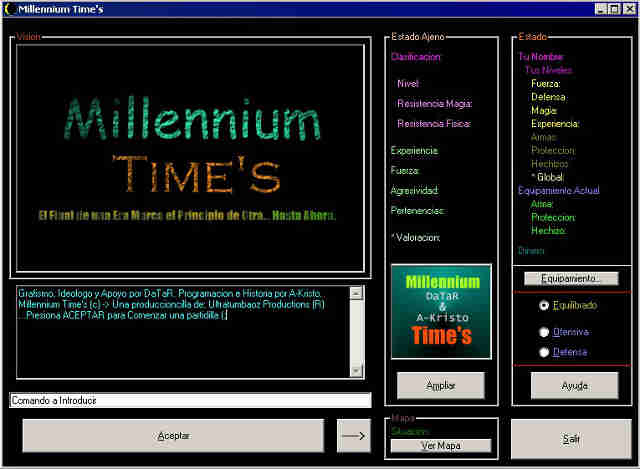 Millennium Time's
Vision
Millennium
TIME'S
El Final de una Era Marca el Principio de Otra... Hasta Ahora.
Grafismo, Ideologo y Apoyo por DaTaR. Programacion e Historia por A-Kristo.
Millennium Time's (c) -> Una produccioncilla de: Ultratumbaoz Productions (R)
...Presiona ACEPTAR para Comenzar una partidilla (;
Comando a Introducir
Aceptar
--->
Estado Ajeno
Clasificacion:
Nivel:
Resistencia Magia:
Resistencia Fisica:
Experiencia:
Fuerza:
Agresividad:
Pertenencias:
* Valoracion:
Millennium
DaTaR
&
A-Kristo
Time's
Ampliar
Mapa
Situacion:
Ver Mapa
Estado
Tu Nombre:
Tus Niveles
Fuerza:
Defensa:
Magia:
Experiencia:
Armas:
Proteccion:
Hechizos:
* Global:
Equipamiento Actual
Arma:
Proteccion:
Hechizo:
Dinero:
Equipamiento...
Equilibrado
Ofensiva
Defensa
Ayuda
Salir